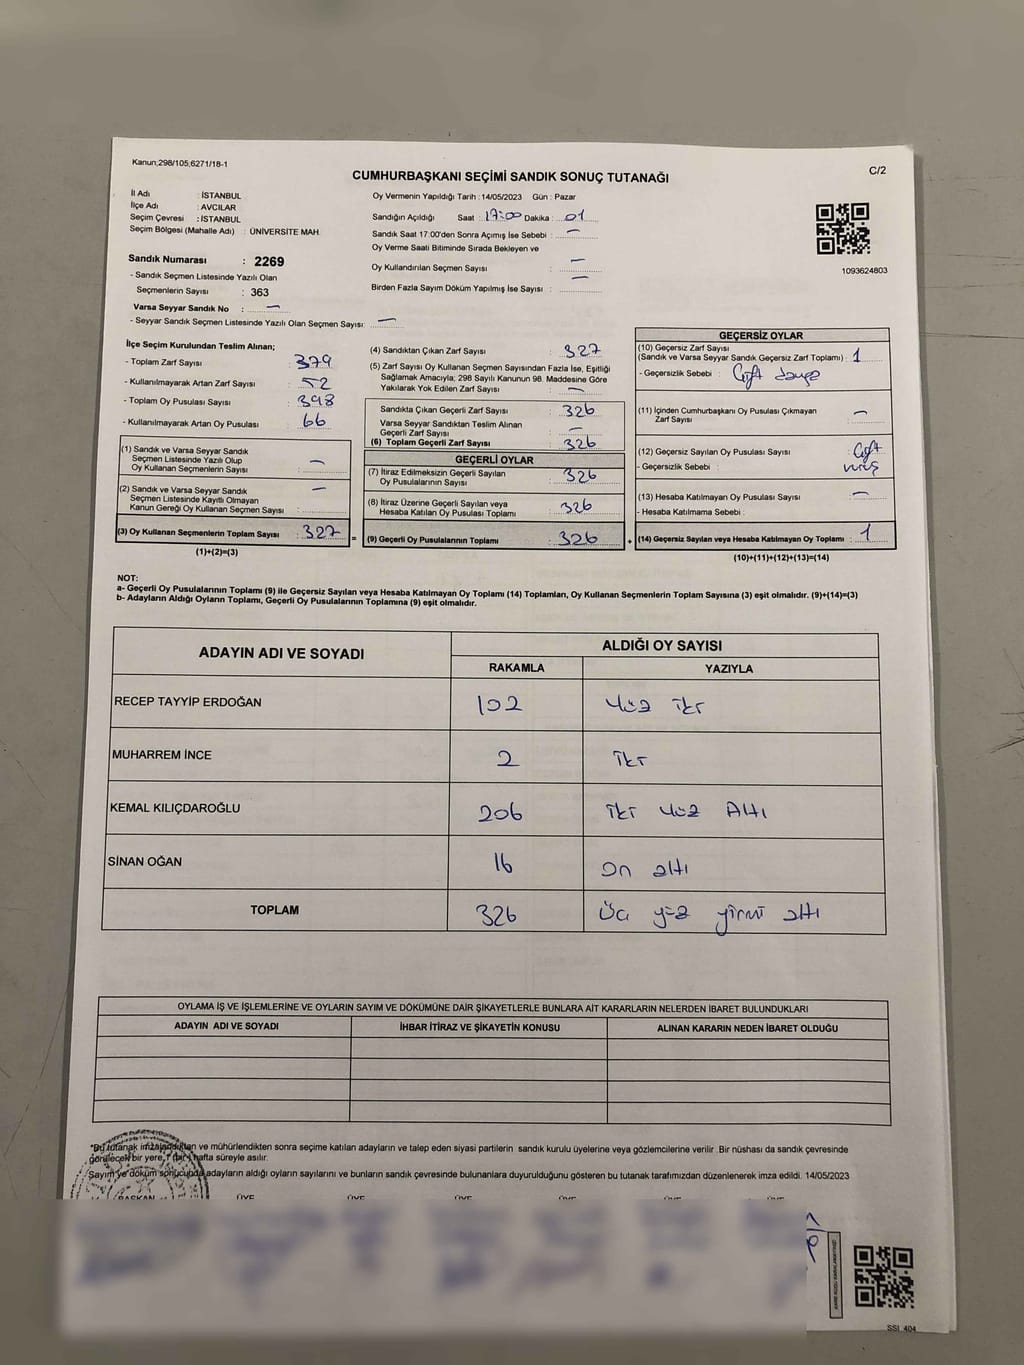 Kanun;298/105,6271/18-1
C/2
CUMHURBAŞKANI SEÇİMİ SANDIK SONUÇ TUTANAĞI
İl Adı : İSTANBUL
İlçe Adı : AVCILAR
Seçim Çevresi : İSTANBUL
Seçim Bölgesi (Mahalle Adı) : ÜNİVERSİTE MAH.
Sandık Numarası : 2269
- Sandık Seçmen Listesinde Yazılı Olan
Seçmenlerin Sayısı : 363
Varsa Seyyar Sandık No : —
- Seyyar Sandık Seçmen Listesinde Yazılı Olan Seçmen Sayısı: —
Oy Vermenin Yapıldığı Tarih : 14/05/2023 Gün : Pazar
Sandığın Açıldığı Saat : 17:00 Dakika : 01
Sandık Saat 17:00'den Sonra Açımış İse Sebebi : —
Oy Verme Saati Bitiminde Sırada Bekleyen ve
Oy Kullandırılan Seçmen Sayısı : —
Birden Fazla Sayım Döküm Yapılmış İse Sayısı : —
1093624803
İlçe Seçim Kurulundan Teslim Alınan;
- Toplam Zarf Sayısı : 379
- Kullanılmayarak Artan Zarf Sayısı : 52
- Toplam Oy Pusulası Sayısı : 398
- Kullanılmayarak Artan Oy Pusulası : 66
(1) Sandık ve Varsa Seyyar Sandık
Seçmen Listesinde Yazılı Olup
Oy Kullanan Seçmenlerin Sayısı : —
(2) Sandık ve Varsa Seyyar Sandık
Seçmen Listesinde Kayıtlı Olmayan
Kanun Gereği Oy Kullanan Seçmen Sayısı : —
(3) Oy Kullanan Seçmenlerin Toplam Sayısı : 327
(1)+(2)=(3)
(4) Sandıktan Çıkan Zarf Sayısı : 327
(5) Zarf Sayısı Oy Kullanan Seçmen Sayısından Fazla İse, Eşitliği
Sağlamak Amacıyla; 298 Sayılı Kanunun 98. Maddesine Göre
Yakılarak Yok Edilen Zarf Sayısı : —
Sandıkta Çıkan Geçerli Zarf Sayısı : 326
Varsa Seyyar Sandıktan Teslim Alınan
Geçerli Zarf Sayısı : —
(6) Toplam Geçerli Zarf Sayısı : 326
GEÇERLİ OYLAR
(7) İtiraz Edilmeksizin Geçerli Sayılan
Oy Pusulalarının Sayısı : 326
(8) İtiraz Üzerine Geçerli Sayılan veya
Hesaba Katılan Oy Pusulası Toplamı : 326
= (9) Geçerli Oy Pusulalarının Toplamı : 326
GEÇERSİZ OYLAR
(10) Geçersiz Zarf Sayısı
(Sandık ve Varsa Seyyar Sandık Geçersiz Zarf Toplamı) : 1
- Geçersizlik Sebebi : Çift
(11) İçinden Cumhurbaşkanı Oy Pusulası Çıkmayan
Zarf Sayısı : —
(12) Geçersiz Sayılan Oy Pusulası Sayısı : Çift
- Geçersizlik Sebebi :
(13) Hesaba Katılmayan Oy Pusulası Sayısı : —
- Hesaba Katılmama Sebebi :
+ (14) Geçersiz Sayılan veya Hesaba Katılmayan Oy Toplamı : 1
(10)+(11)+(12)+(13)=(14)
NOT:
a- Geçerli Oy Pusulalarının Toplamı (9) ile Geçersiz Sayılan veya Hesaba Katılmayan Oy Toplamı (14) Toplamları, Oy Kullanan Seçmenlerin Toplam Sayısına (3) eşit olmalıdır. (9)+(14)=(3)
b- Adayların Aldığı Oyların Toplamı, Geçerli Oy Pusulalarının Toplamına (9) eşit olmalıdır.
ADAYIN ADI VE SOYADI
ALDIĞI OY SAYISI
RAKAMLA YAZIYLA
RECEP TAYYİP ERDOĞAN 102 Yüz iki
MUHARREM İNCE 2 iki
KEMAL KILIÇDAROĞLU 206 iki yüz Altı
SİNAN OĞAN 16 on altı
TOPLAM 326 Üç yüz yirmi altı
OYLAMA İŞ VE İŞLEMLERİNE VE OYLARIN SAYIM VE DÖKÜMÜNE DAİR ŞİKAYETLERLE BUNLARA AİT KARARLARIN NELERDEN İBARET BULUNDUKLARI
ADAYIN ADI VE SOYADI İHBAR İTİRAZ VE ŞİKAYETİN KONUSU ALINAN KARARIN NEDEN İBARET OLDUĞU
*Bu tutanak imzalandıktan ve mühürlendikten sonra seçime katılan adayların ve talep eden siyasi partilerin sandık kurulu üyelerine veya gözlemcilerine verilir .Bir nüshası da sandık çevresinde
görülecek bir yere, 1 (bir) hafta süreyle asılır.
Sayım ve döküm sonucunda adayların aldığı oyların sayılarını ve bunların sandık çevresinde bulunanlara duyurulduğunu gösteren bu tutanak tarafımızdan düzenlenerek imza edildi. 14/05/2023
BAŞKAN ÜYE ÜYE ÜYE ÜYE ÜYE ÜYE
SSI_404